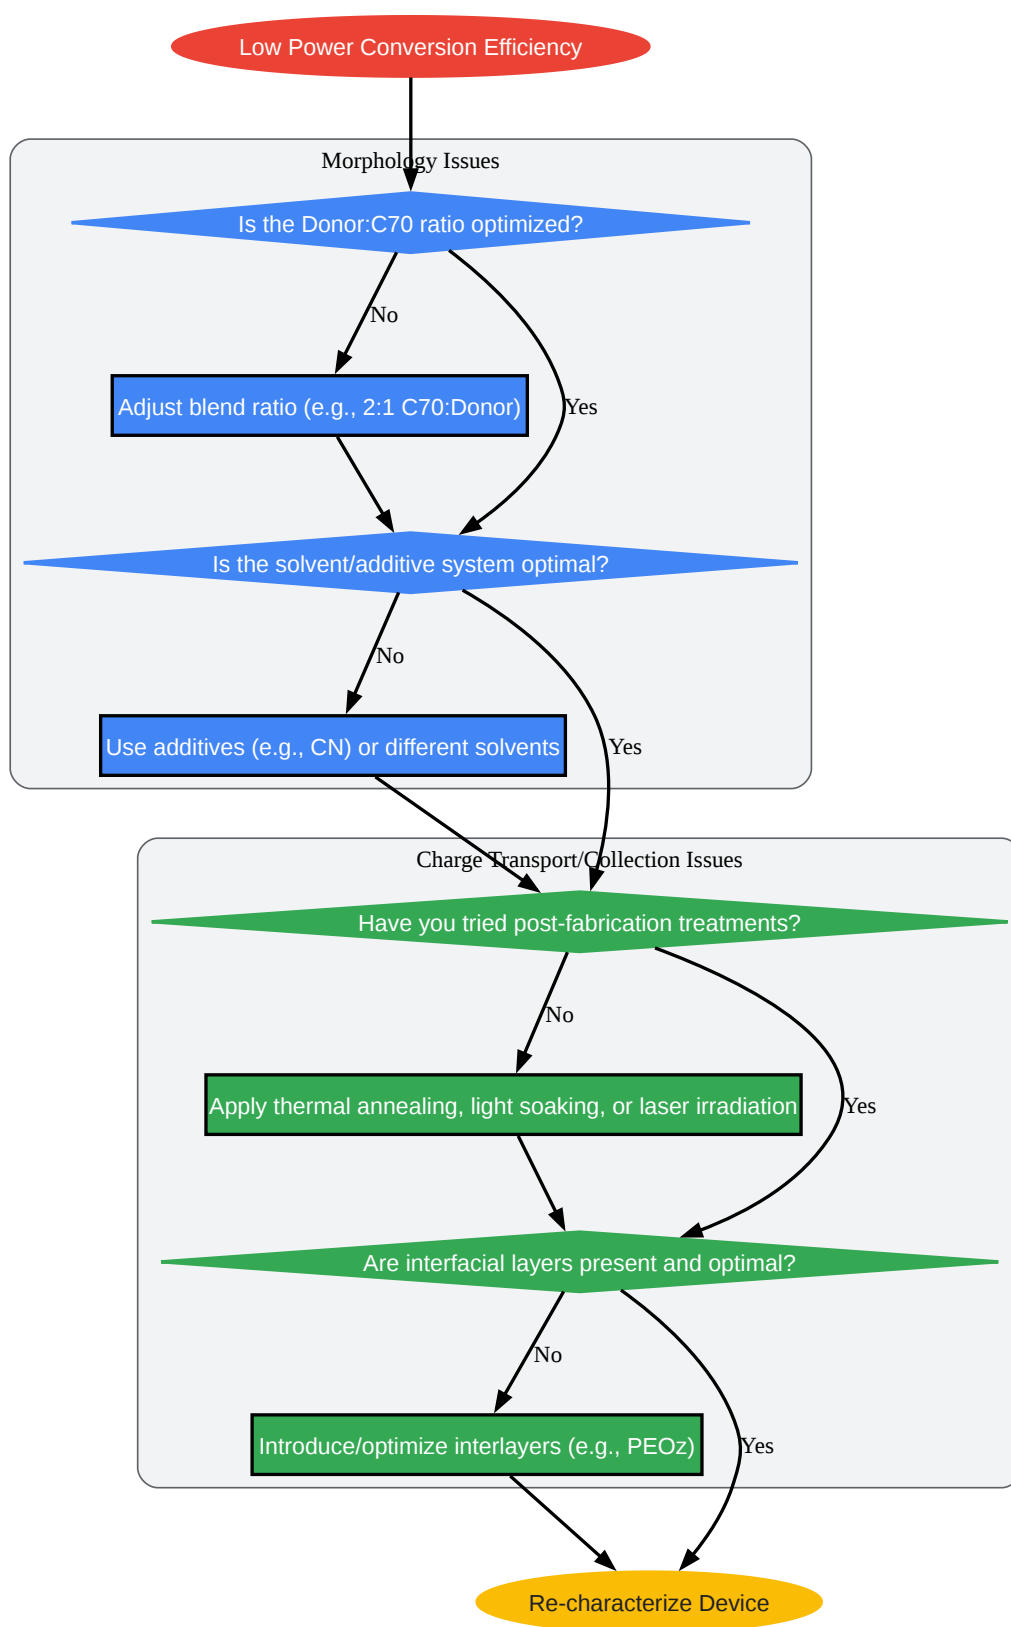 Low Power Conversion Efficiency
Morphology Issues
Is the Donor:C70 ratio optimized?
No
Adjust blend ratio (e.g., 2:1 C70:Donor)
Yes
Is the solvent/additive system optimal?
No
Use additives (e.g., CN) or different solvents
Yes
Charge Transport/Collection Issues
Have you tried post-fabrication treatments?
No
Apply thermal annealing, light soaking, or laser irradiation
Yes
Are interfacial layers present and optimal?
No
Introduce/optimize interlayers (e.g., PEOz)
Yes
Re-characterize Device